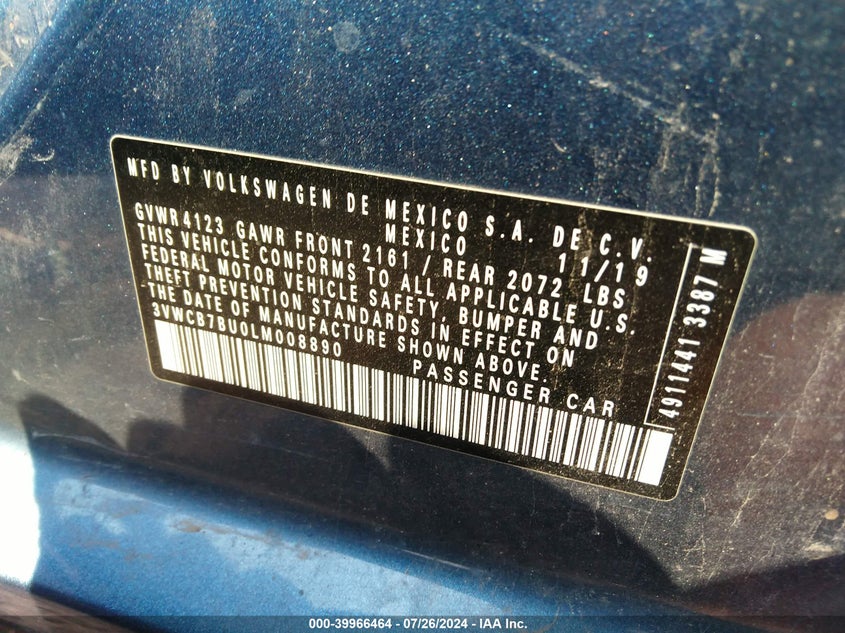 MFD BY VOLKSWAGEN DE MEXICO S.A. DE C.V.
MEXICO 11/19
GVWR 4123 GAWR FRONT 2161 / REAR 2072 LBS
THIS VEHICLE CONFORMS TO ALL APPLICABLE U.S.
FEDERAL MOTOR VEHICLE SAFETY, BUMPER AND
THEFT PREVENTION STANDARDS IN EFFECT ON
-THE DATE OF MANUFACTURE SHOWN ABOVE.
3VWCB7BU0LM008890 PASSENGER CAR
4911441 3387 M
000-39966464 - 07/26/2024 - IAA Inc.